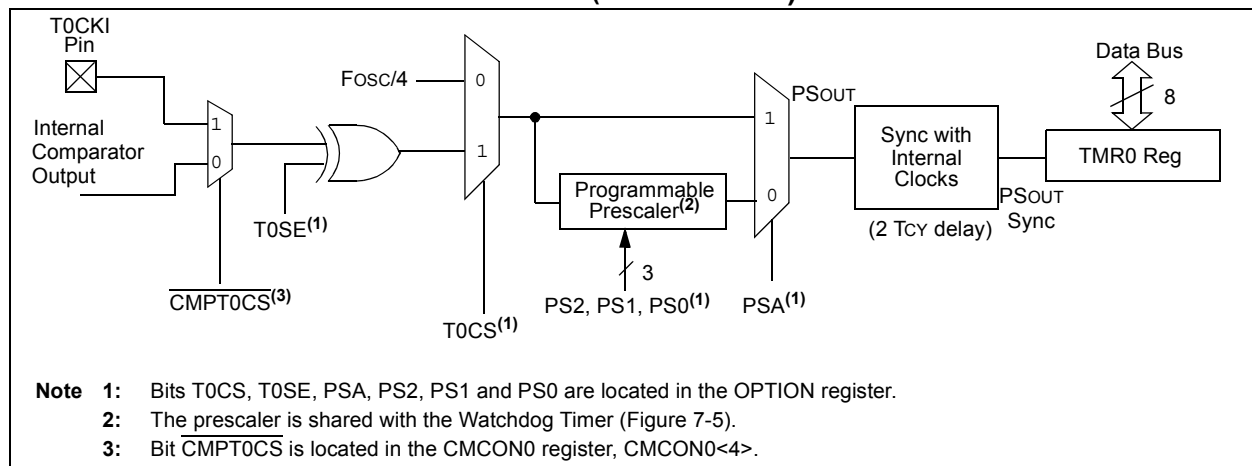 T0CKI
Pin
Internal
Comparator
Output
1
0
T0SE(1)
CMPT0CS(3)
FOSC/4
0
1
T0CS(1)
Programmable
Prescaler(2)
3
PS2, PS1, PS0(1)
1
0
PSA(1)
PSOUT
Sync with
Internal
Clocks
(2 TCY delay)
PSOUT
Sync
Data Bus
8
TMR0 Reg
Note 1: Bits T0CS, T0SE, PSA, PS2, PS1 and PS0 are located in the OPTION register.
2: The prescaler is shared with the Watchdog Timer (Figure 7-5).
3: Bit CMPT0CS is located in the CMCON0 register, CMCON0<4>.